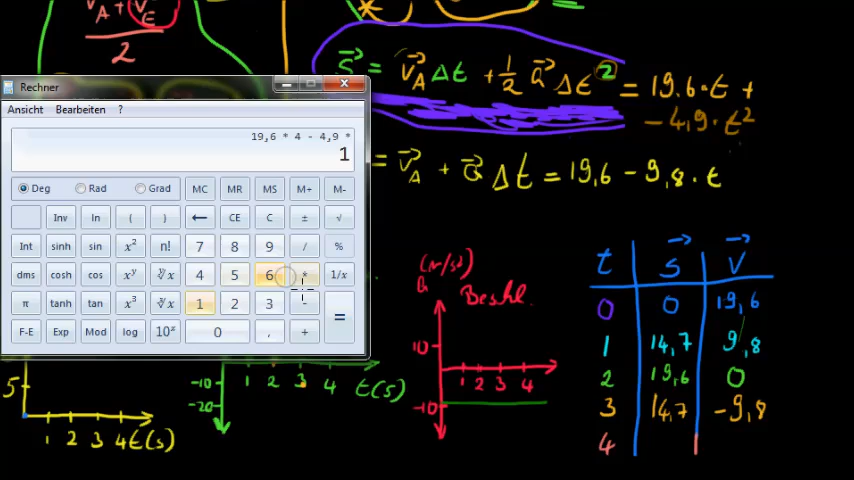 v⃗A + v⃗E
2
s⃗ = v⃗A Δt + 1/2 a⃗ Δt² = 19,6·t +
- 4,9·t²
= v⃗A + a⃗ Δt = 19,6 - 9,8·t
Rechner
Ansicht Bearbeiten ?
19,6 * 4 - 4,9 *
1
Deg Rad Grad MC MR MS M+ M-
Inv ln ( ) ← CE C ± √
Int sinh sin x² n! 7 8 9 / %
dms cosh cos xʸ ʸ√x 4 5 6 * 1/x
π tanh tan x³ ³√x 1 2 3 - =
F-E Exp Mod log 10ˣ 0 , +
5
1 2 3 4 t(s)
-10
-20
1 2 3 4 t(s)
Beschl.
10
1 2 3 4
-10
t s⃗ v⃗
0 0 19,6
1 14,7 9,8
2 19,6 0
3 14,7 -9,8
4 1